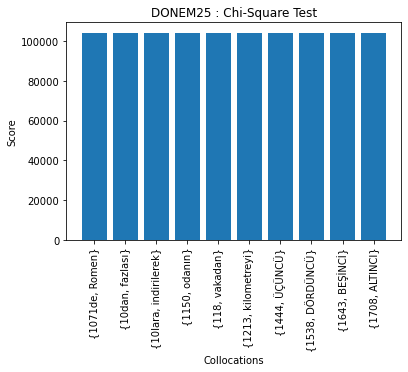 DONEM25 : Chi-Square Test
Score
100000
80000
60000
40000
20000
0
{1071de, Romen}
{10dan, fazlası}
{10lara, indirilerek}
{1150, odanın}
{118, vakadan}
{1213, kilometreyi}
{1444, ÜÇÜNCÜ}
{1538, DÖRDÜNCÜ}
{1643, BEŞİNCİ}
{1708, ALTINCI}
Collocations